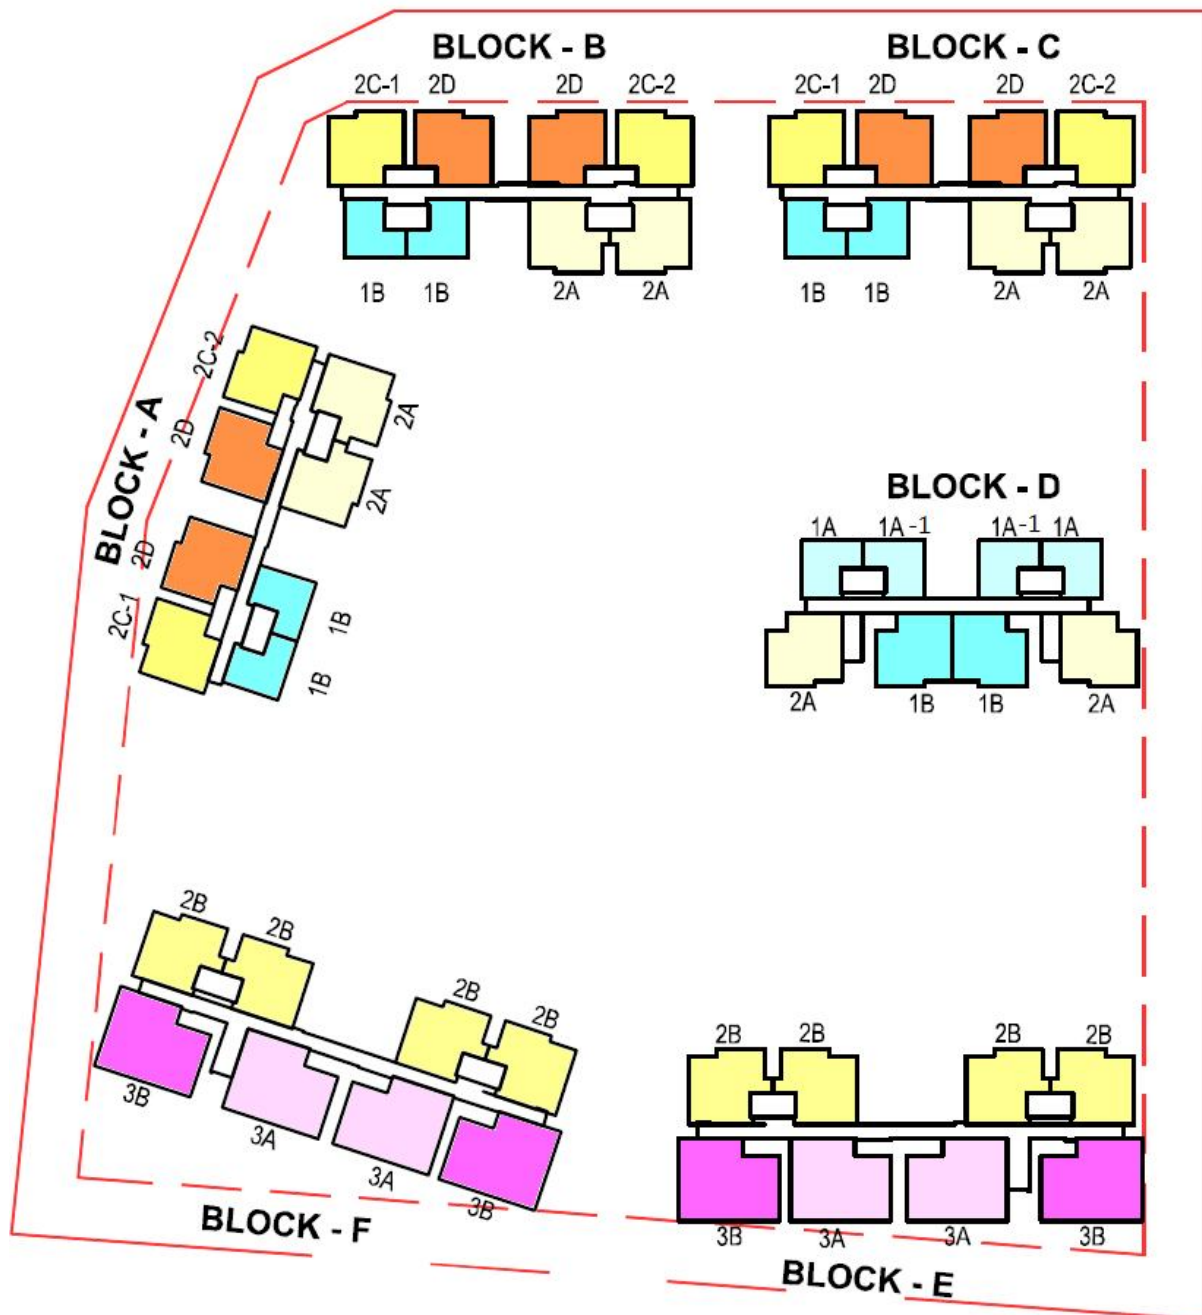 BLOCK - B
BLOCK - C
2C-1 2D 2D 2C-2
2C-1 2D 2D 2C-2
1B 1B 2A 2A
1B 1B 2A 2A
BLOCK - A
2C-2
2D
2D
2C-1
2A
2A
1B
1B
BLOCK - D
1A 1A -1 1A -1 1A
2A 1B 1B 2A
2B 2B 2B 2B
3B 3A 3A 3B
BLOCK - F
2B 2B 2B 2B
3B 3A 3A 3B
BLOCK - E